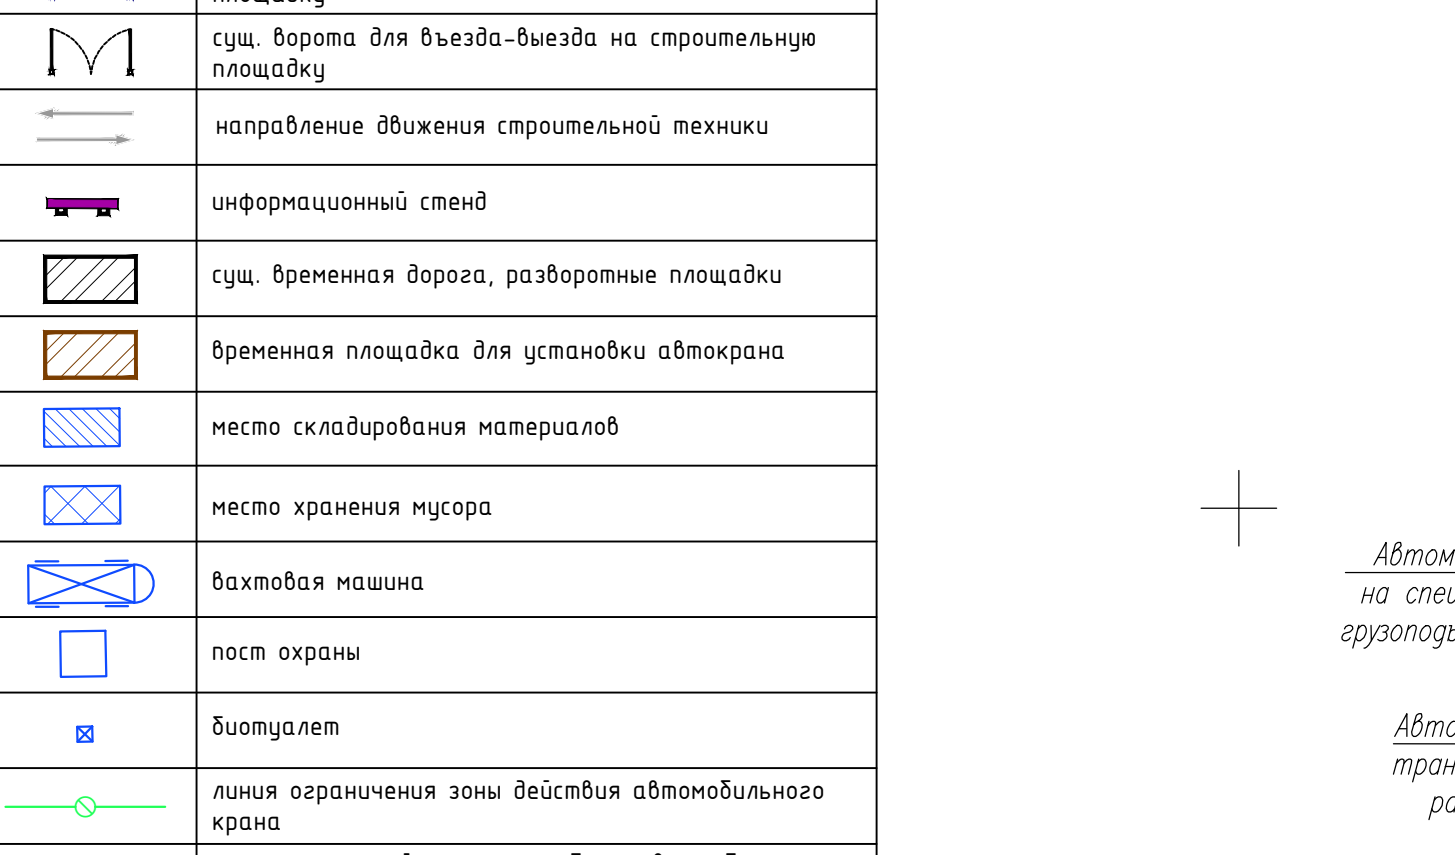 площадку
сущ. ворота для въезда-выезда на строительную
площадку
направление движения строительной техники
информационный стенд
сущ. временная дорога, разворотные площадки
временная площадка для установки автокрана
место складирования материалов
место хранения мусора
вахтовая машина
пост охраны
биотуалет
линия ограничения зоны действия автомобильного
крана
на